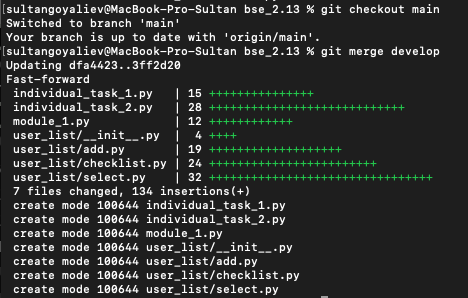 [sultangoyaliev@MacBook-Pro-Sultan bse_2.13 % git checkout main
Switched to branch 'main'
Your branch is up to date with 'origin/main'.
[sultangoyaliev@MacBook-Pro-Sultan bse_2.13 % git merge develop
Updating dfa4423..3ff2d20
Fast-forward
 individual_task_1.py   | 15 +++++++++++++++
 individual_task_2.py   | 28 ++++++++++++++++++++++++++++
 module_1.py            | 12 ++++++++++++
 user_list/__init__.py  |  4 ++++
 user_list/add.py       | 19 +++++++++++++++++++
 user_list/checklist.py | 24 ++++++++++++++++++++++++
 user_list/select.py    | 32 ++++++++++++++++++++++++++++++++
 7 files changed, 134 insertions(+)
 create mode 100644 individual_task_1.py
 create mode 100644 individual_task_2.py
 create mode 100644 module_1.py
 create mode 100644 user_list/__init__.py
 create mode 100644 user_list/add.py
 create mode 100644 user_list/checklist.py
 create mode 100644 user_list/select.py